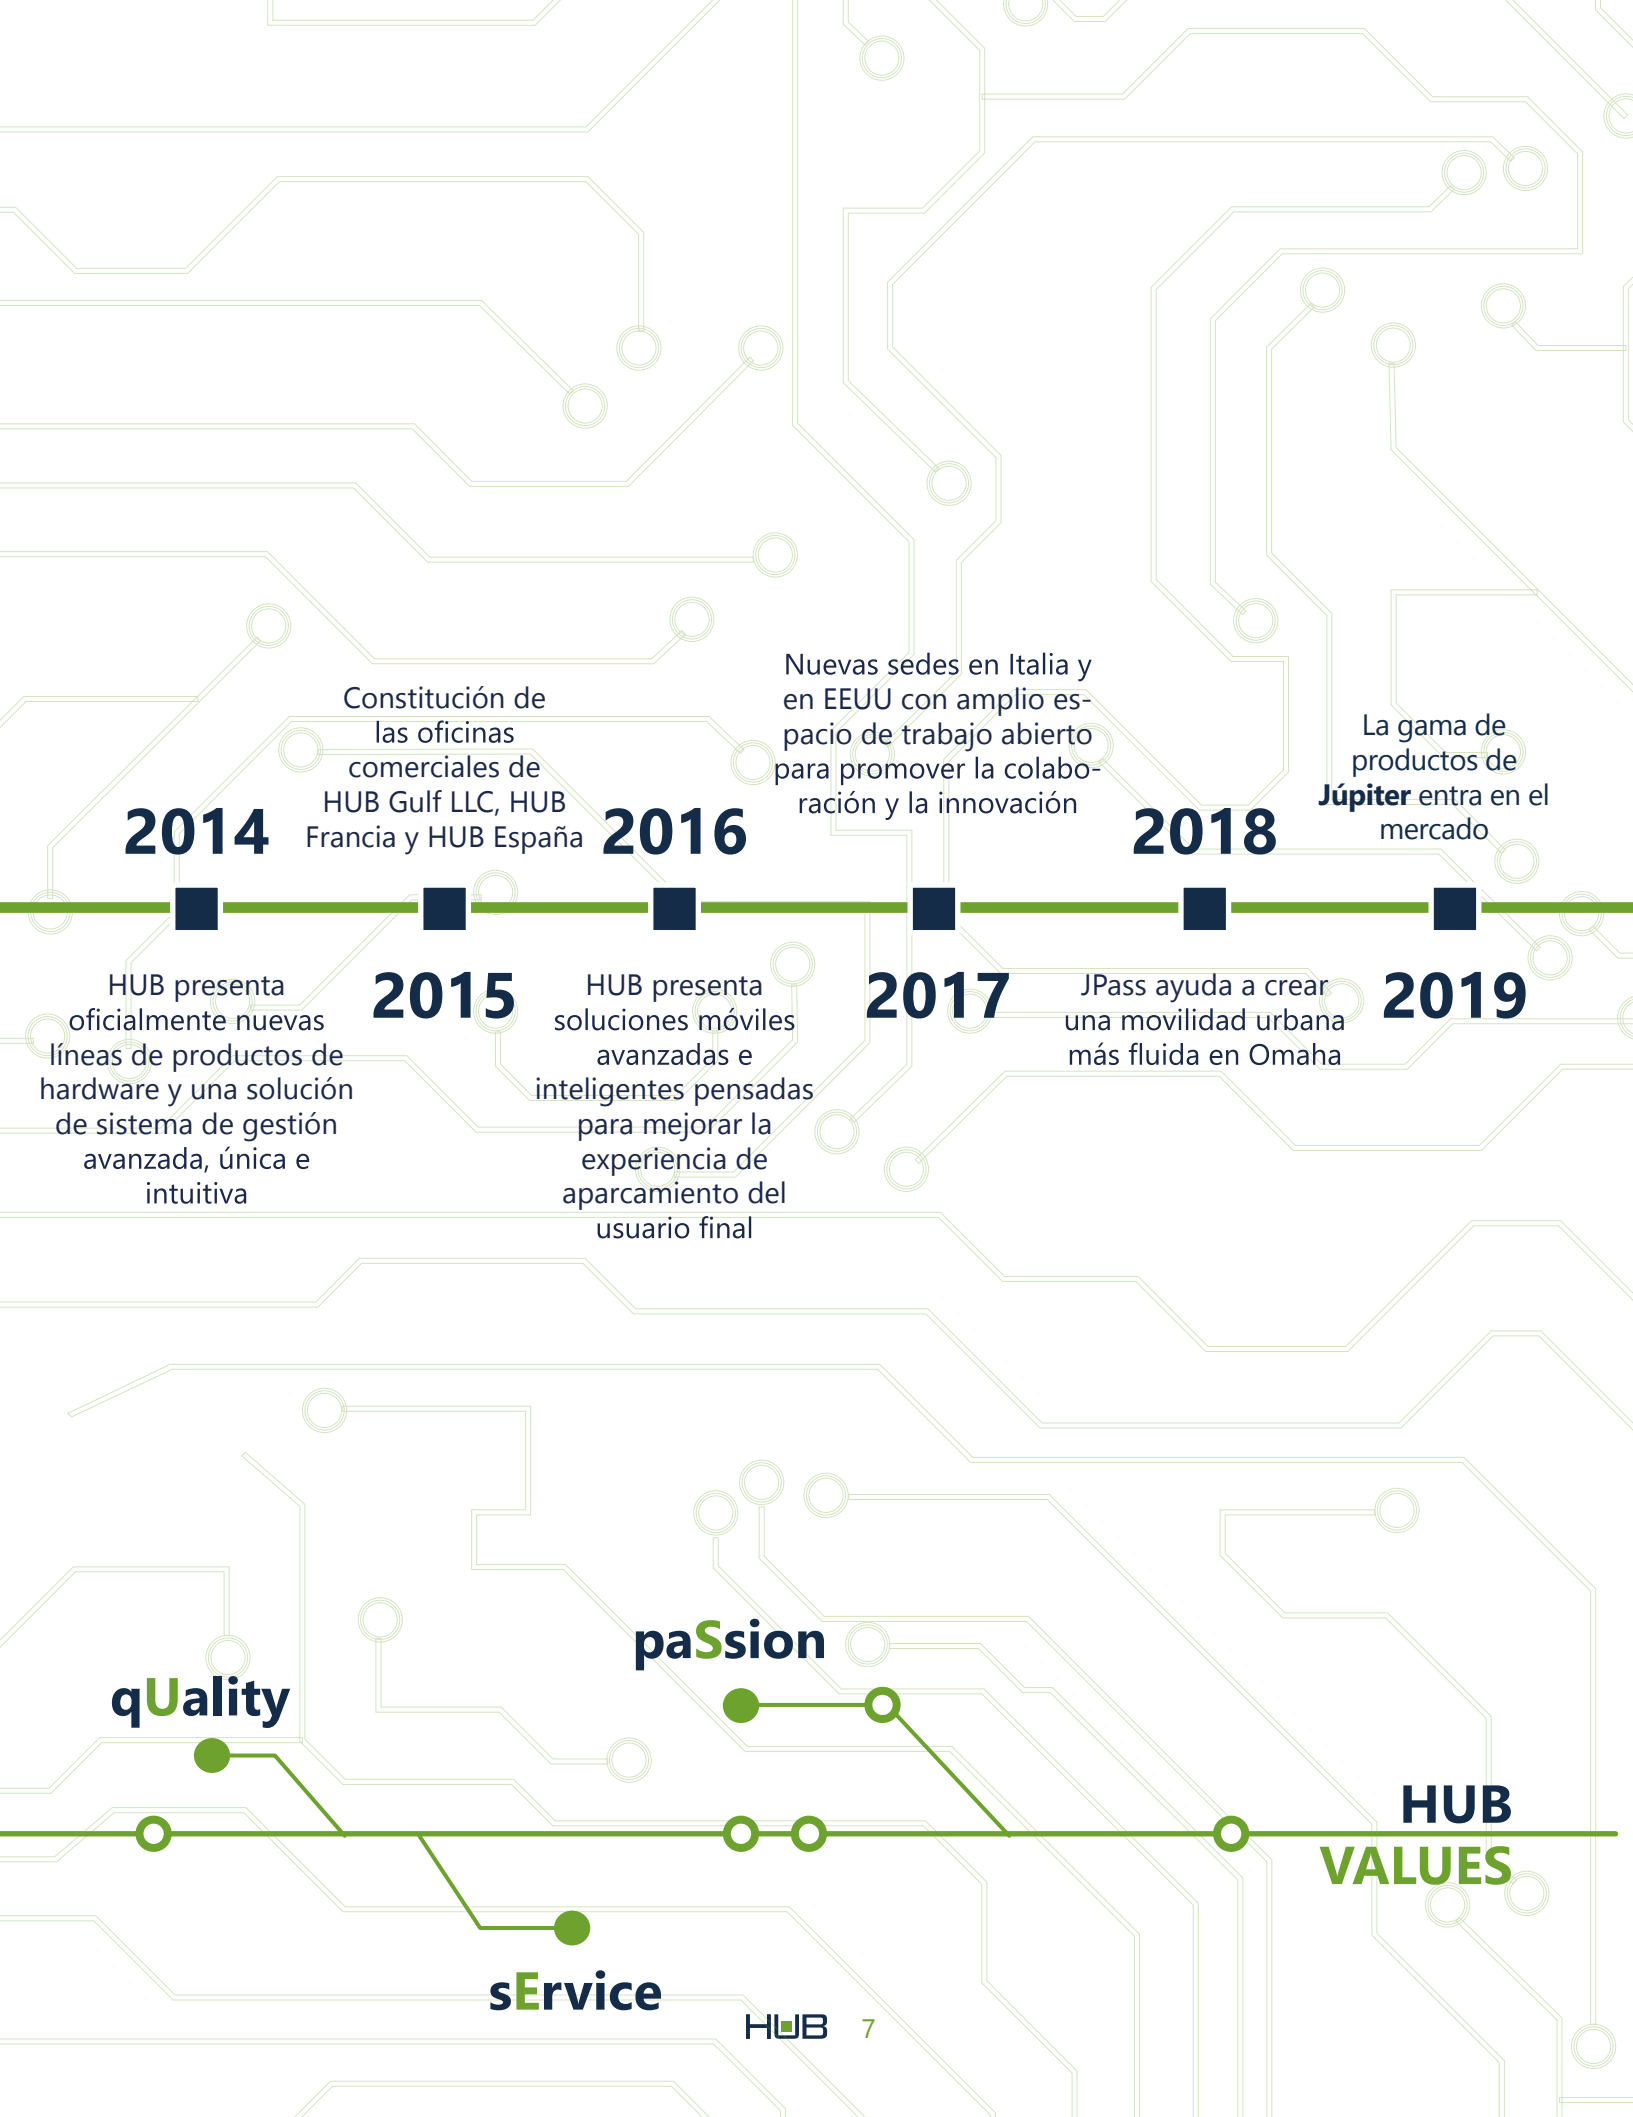 2014
HUB presenta
oficialmente nuevas
líneas de productos de
hardware y una solución
de sistema de gestión
avanzada, única e
intuitiva
Constitución de
las oficinas
comerciales de
HUB Gulf LLC, HUB
Francia y HUB España
2015
2016
HUB presenta
soluciones móviles
avanzadas e
inteligentes pensadas
para mejorar la
experiencia de
aparcamiento del
usuario final
Nuevas sedes en Italia y
en EEUU con amplio es-
pacio de trabajo abierto
para promover la colabo-
ración y la innovación
2017
2018
JPass ayuda a crear
una movilidad urbana
más fluida en Omaha
La gama de
productos de
Júpiter entra en el
mercado
2019
qUality
paSsion
sErvice
HUB
VALUES
HUB 7